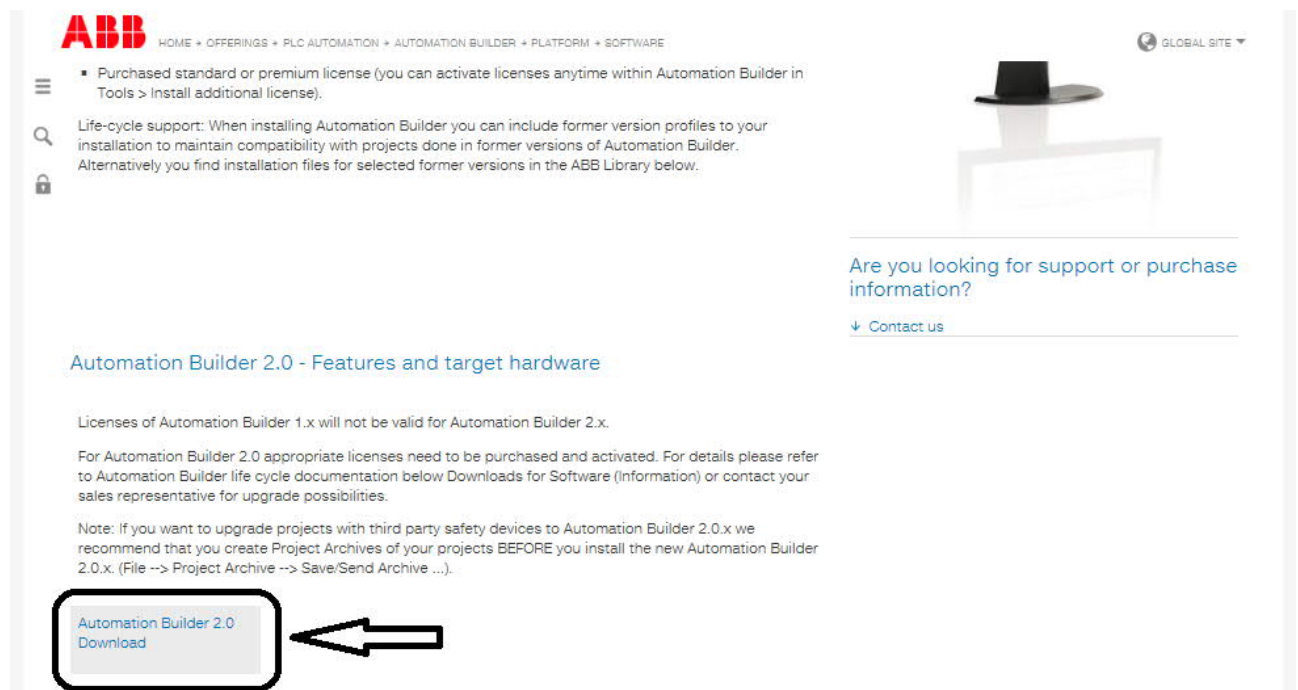 ABB HOME + OFFERINGS + PLC AUTOMATION + AUTOMATION BUILDER + PLATFORM + SOFTWARE
GLOBAL SITE
▪ Purchased standard or premium license (you can activate licenses anytime within Automation Builder in
Tools > Install additional license).
Life-cycle support: When installing Automation Builder you can include former version profiles to your
installation to maintain compatibility with projects done in former versions of Automation Builder.
Alternatively you find installation files for selected former versions in the ABB Library below.
Are you looking for support or purchase
information?
Contact us
Automation Builder 2.0 - Features and target hardware
Licenses of Automation Builder 1.x will not be valid for Automation Builder 2.x.
For Automation Builder 2.0 appropriate licenses need to be purchased and activated. For details please refer
to Automation Builder life cycle documentation below Downloads for Software (Information) or contact your
sales representative for upgrade possibilities.
Note: If you want to upgrade projects with third party safety devices to Automation Builder 2.0.x we
recommend that you create Project Archives of your projects BEFORE you install the new Automation Builder
2.0.x. (File --> Project Archive --> Save/Send Archive ...).
Automation Builder 2.0
Download